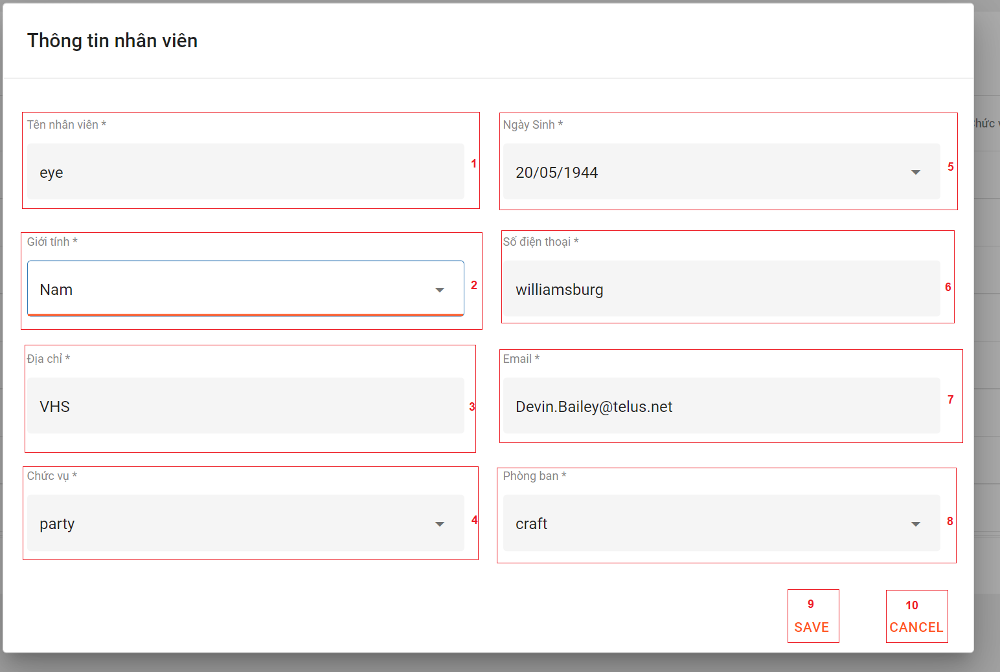 Thông tin nhân viên
Tên nhân viên *
eye
1
Ngày Sinh *
20/05/1944
5
Giới tính *
Nam
2
Số điện thoại *
williamsburg
6
Địa chỉ *
VHS
3
Email *
Devin.Bailey@telus.net
7
Chức vụ *
party
4
Phòng ban *
craft
8
9
SAVE
10
CANCEL